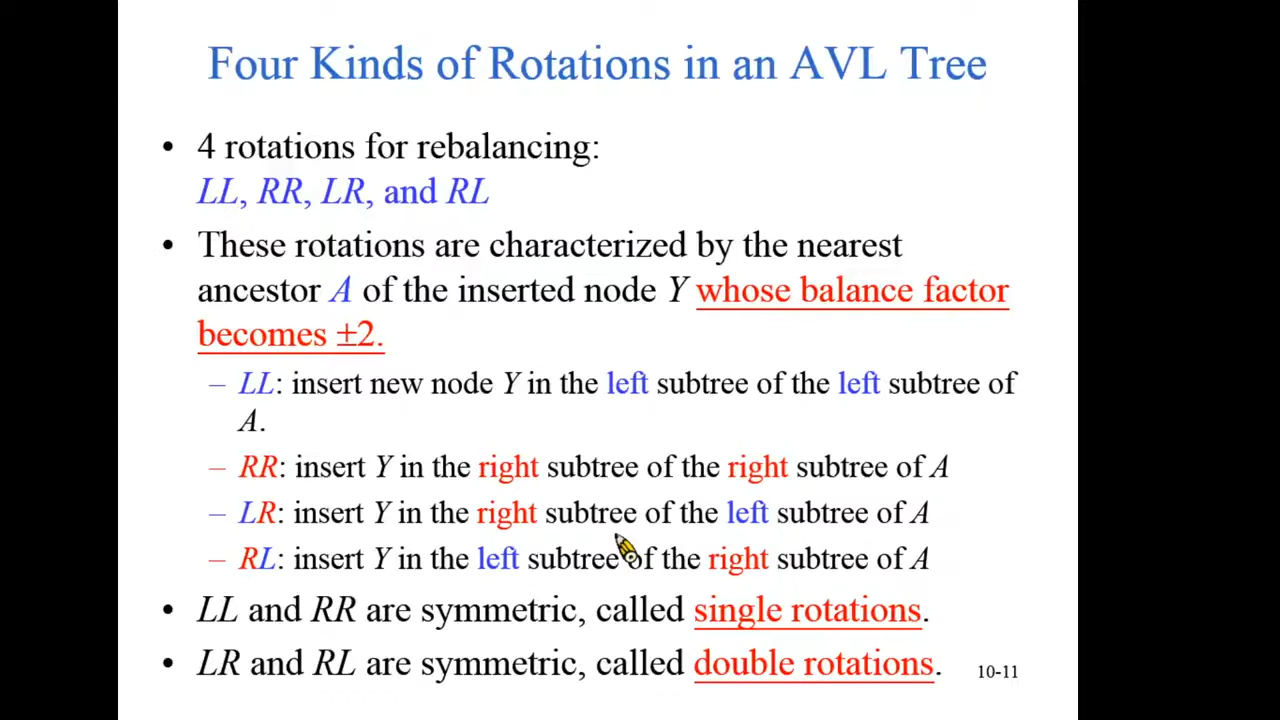 Four Kinds of Rotations in an AVL Tree
• 4 rotations for rebalancing:
LL, RR, LR, and RL
• These rotations are characterized by the nearest
ancestor A of the inserted node Y whose balance factor
becomes ±2.
– LL: insert new node Y in the left subtree of the left subtree of
A.
– RR: insert Y in the right subtree of the right subtree of A
– LR: insert Y in the right subtree of the left subtree of A
– RL: insert Y in the left subtree of the right subtree of A
• LL and RR are symmetric, called single rotations.
• LR and RL are symmetric, called double rotations.
10-11